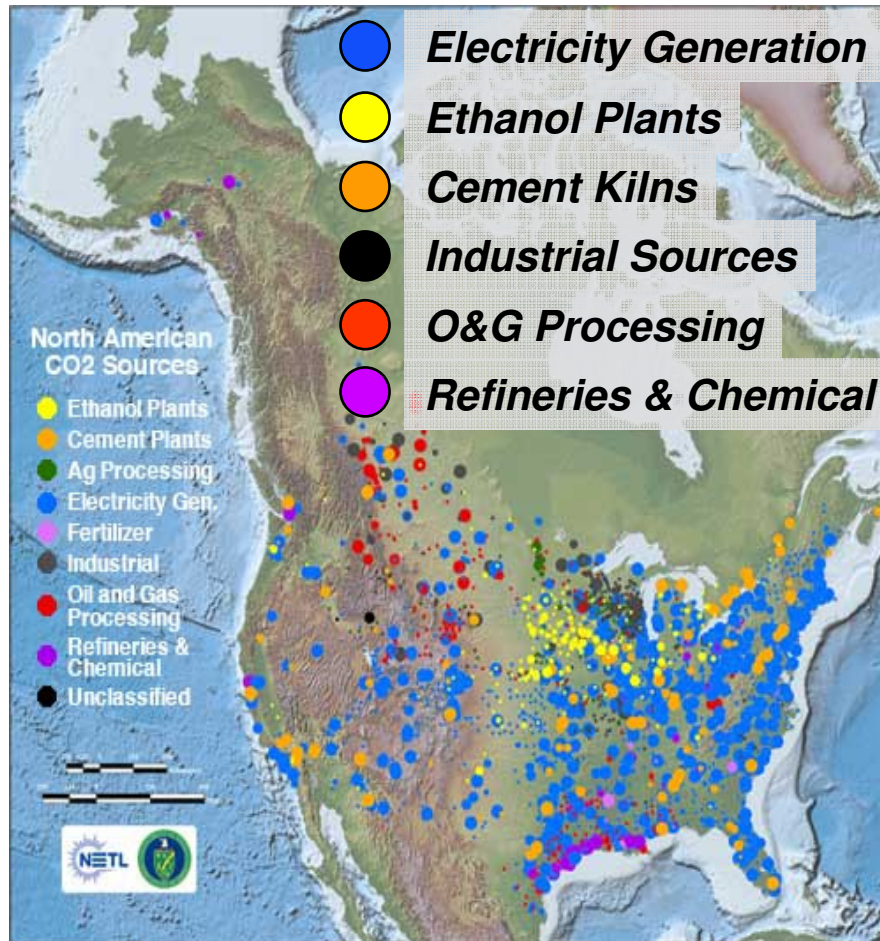 Electricity Generation
Ethanol Plants
Cement Kilns
Industrial Sources
O&G Processing
Refineries & Chemical
North American
CO2 Sources
Ethanol Plants
Cement Plants
Ag Processing
Electricity Gen.
Fertilizer
Industrial
Oil and Gas
Processing
Refineries &
Chemical
Unclassified
NETL